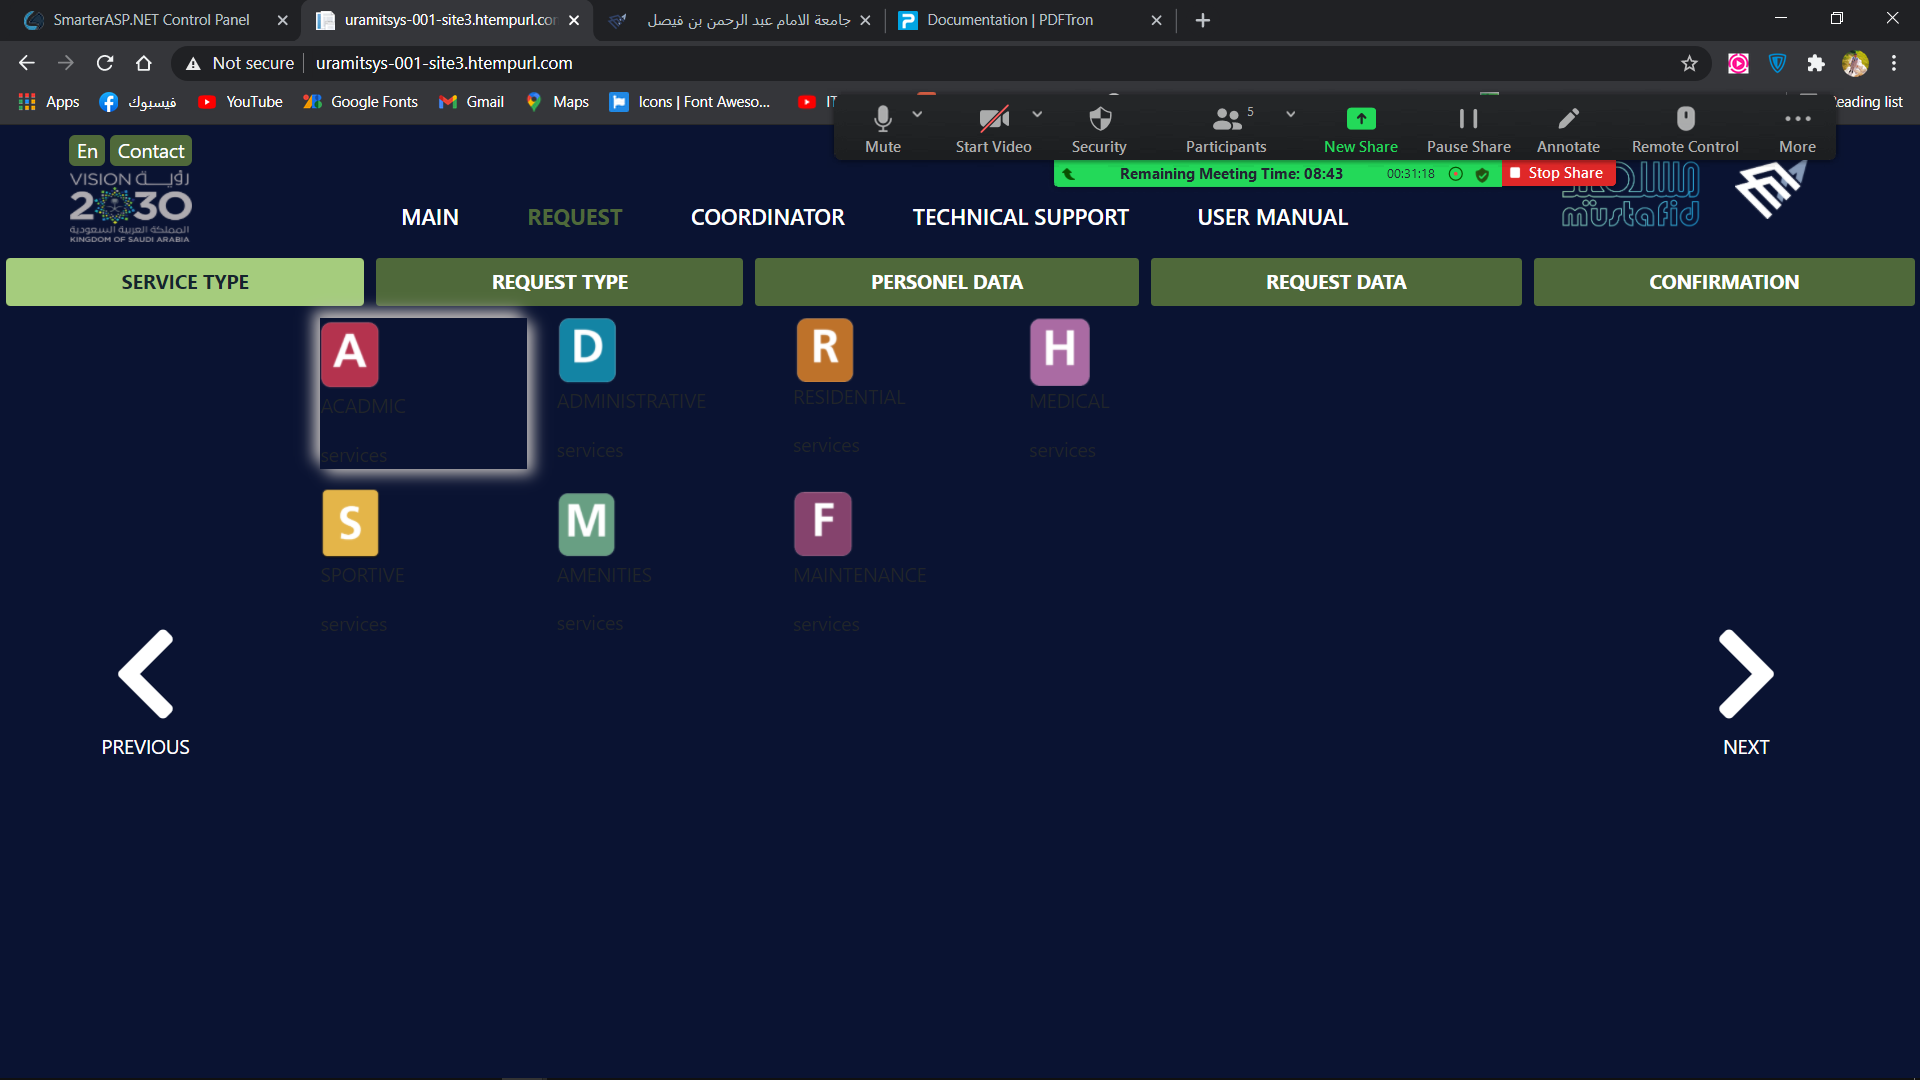 SmarterASP.NET Control Panel
uramitsys-001-site3.htempurl.cor
جامعة الامام عبد الرحمن بن فيصل
Documentation | PDFTron
Not secure
uramitsys-001-site3.htempurl.com
Apps
فيسبوك
YouTube
Google Fonts
Gmail
Maps
Icons | Font Aweso...
IT
eading list
Mute
Start Video
Security
Participants
5
New Share
Pause Share
Annotate
Remote Control
More
Remaining Meeting Time: 08:43
00:31:18
Stop Share
En
Contact
VISION رؤيــة
2030
المملكة العربية السعودية
KINGDOM OF SAUDI ARABIA
MAIN
REQUEST
COORDINATOR
TECHNICAL SUPPORT
USER MANUAL
müstafid
SERVICE TYPE
REQUEST TYPE
PERSONEL DATA
REQUEST DATA
CONFIRMATION
A
ACADMIC
services
D
ADMINISTRATIVE
services
R
RESIDENTIAL
services
H
MEDICAL
services
S
SPORTIVE
services
M
AMENITIES
services
F
MAINTENANCE
services
PREVIOUS
NEXT